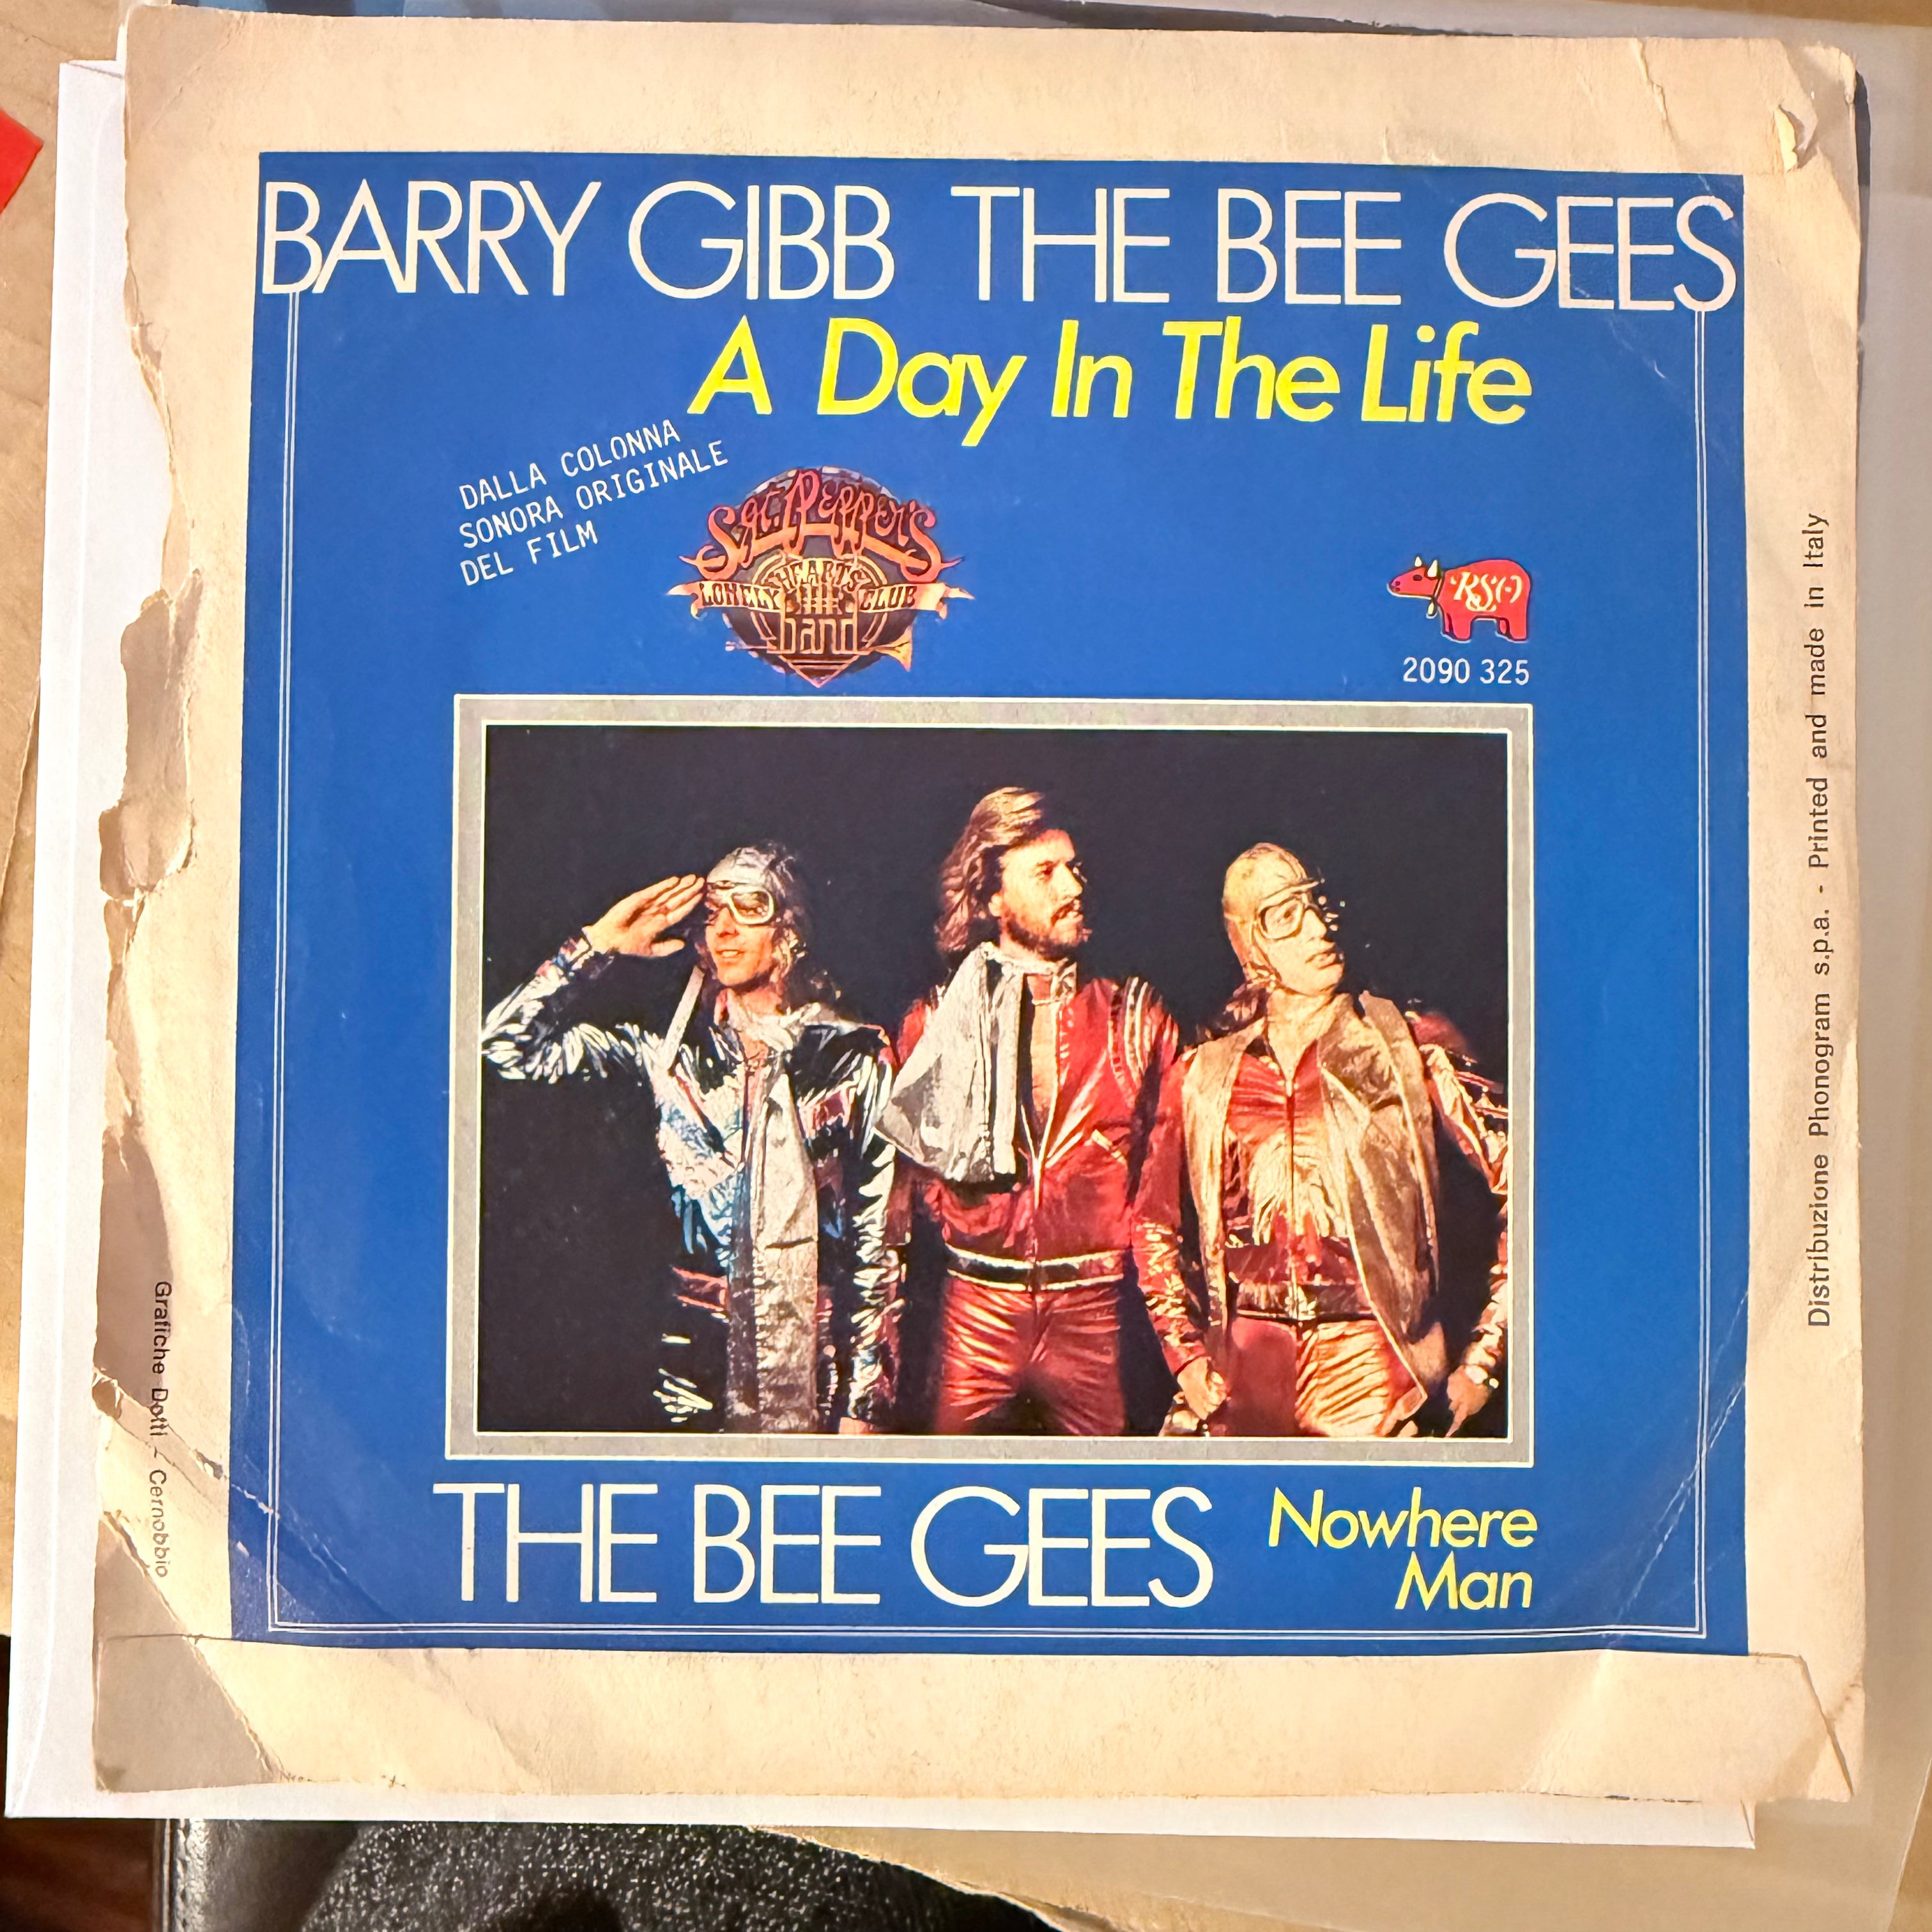 BARRY GIBB THE BEE GEES
A Day In The Life
DALLA COLONNA
SONORA ORIGINALE
DEL FILM
Sgt. Pepper's
LONELY HEARTS CLUB
band
RSO
2090 325
THE BEE GEES
Nowhere
Man
Grafiche Dotti - Cernobbio
Distribuzione Phonogram s.p.a. - Printed and made in Italy